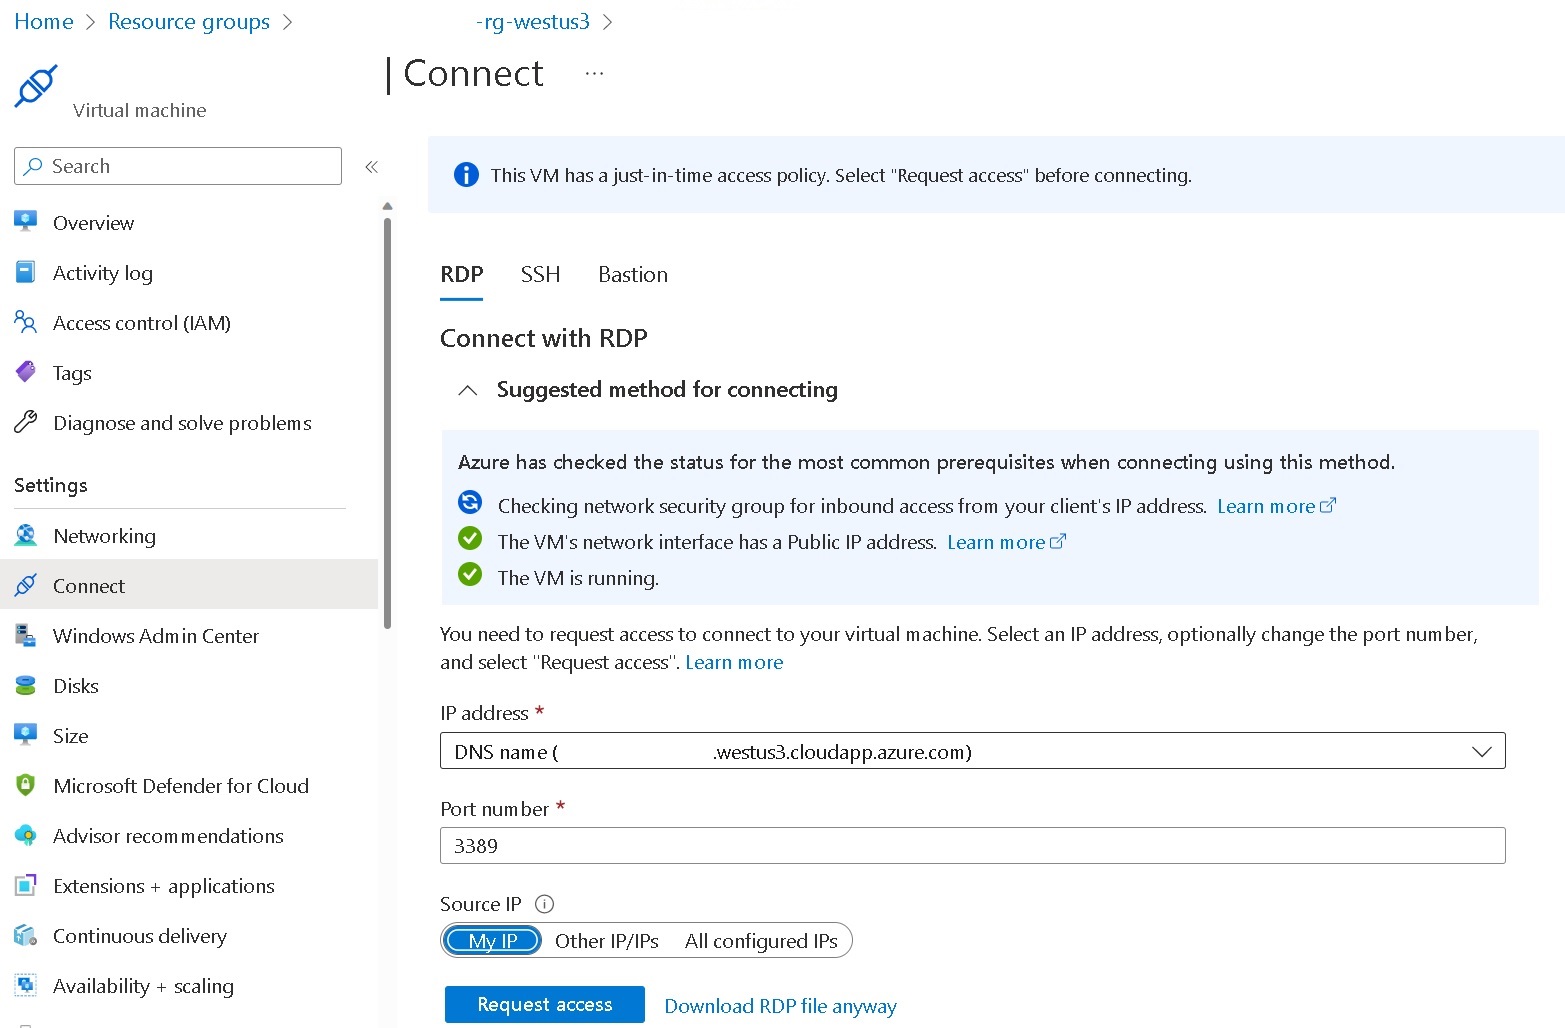 Home > Resource groups > -rg-westus3 >
| Connect ...
Virtual machine
Search
«
Overview
Activity log
Access control (IAM)
Tags
Diagnose and solve problems
Settings
Networking
Connect
Windows Admin Center
Disks
Size
Microsoft Defender for Cloud
Advisor recommendations
Extensions + applications
Continuous delivery
Availability + scaling
This VM has a just-in-time access policy. Select "Request access" before connecting.
RDP SSH Bastion
Connect with RDP
Suggested method for connecting
Azure has checked the status for the most common prerequisites when connecting using this method.
Checking network security group for inbound access from your client's IP address. Learn more
The VM's network interface has a Public IP address. Learn more
The VM is running.
You need to request access to connect to your virtual machine. Select an IP address, optionally change the port number,
and select "Request access". Learn more
IP address *
DNS name ( .westus3.cloudapp.azure.com)
Port number *
3389
Source IP
My IP Other IP/IPs All configured IPs
Request access Download RDP file anyway